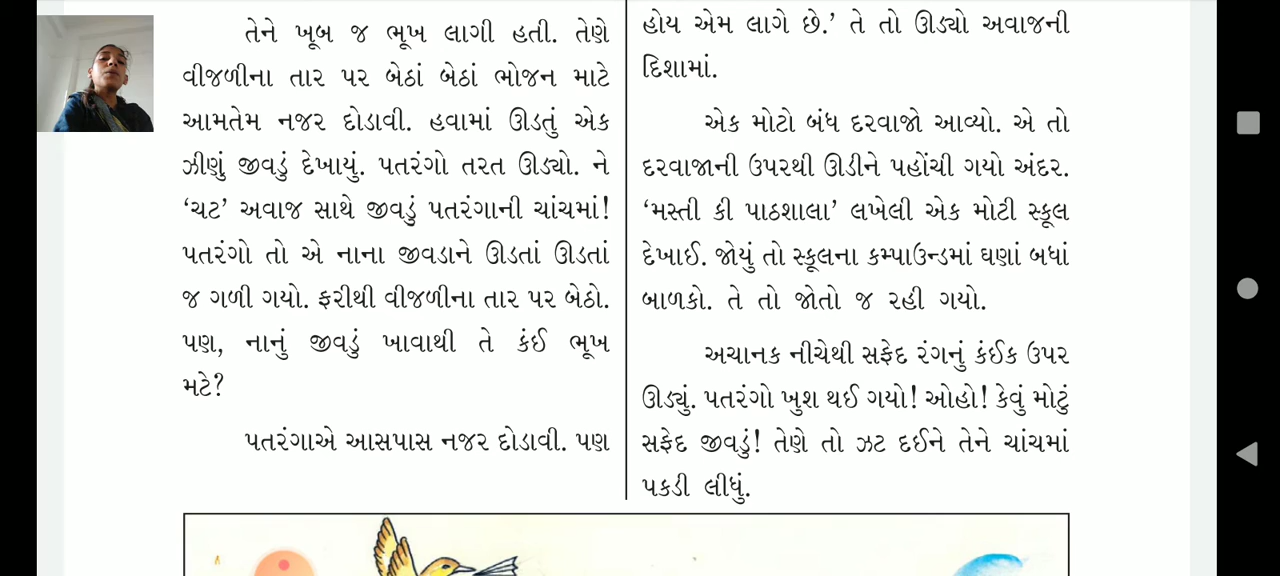 તેને ખૂબ જ ભૂખ લાગી હતી. તેણે
વીજળીના તાર પર બેઠાં બેઠાં ભોજન માટે
આમતેમ નજર દોડાવી. હવામાં ઊડતું એક
ઝીણું જીવડું દેખાયું. પતરંગો તરત ઊડ્યો. ને
‘ચટ’ અવાજ સાથે જીવડું પતરંગાની ચાંચમાં!
પતરંગો તો એ નાના જીવડાને ઊડતાં ઊડતાં
જ ગળી ગયો. ફરીથી વીજળીના તાર પર બેઠો.
પણ, નાનું જીવડું ખાવાથી તે કંઈ ભૂખ
મટે?
પતરંગાએ આસપાસ નજર દોડાવી. પણ
હોય એમ લાગે છે.’ તે તો ઊડ્યો અવાજની
દિશામાં.
એક મોટો બંધ દરવાજો આવ્યો. એ તો
દરવાજાની ઉપરથી ઊડીને પહોંચી ગયો અંદર.
‘મસ્તી કી પાઠશાલા’ લખેલી એક મોટી સ્કૂલ
દેખાઈ. જોયું તો સ્કૂલના કમ્પાઉન્ડમાં ઘણાં બધાં
બાળકો. તે તો જોતો જ રહી ગયો.
અચાનક નીચેથી સફેદ રંગનું કંઈક ઉપર
ઊડ્યું. પતરંગો ખુશ થઈ ગયો! ઓહો! કેવું મોટું
સફેદ જીવડું! તેણે તો ઝટ દઈને તેને ચાંચમાં
પકડી લીધું.